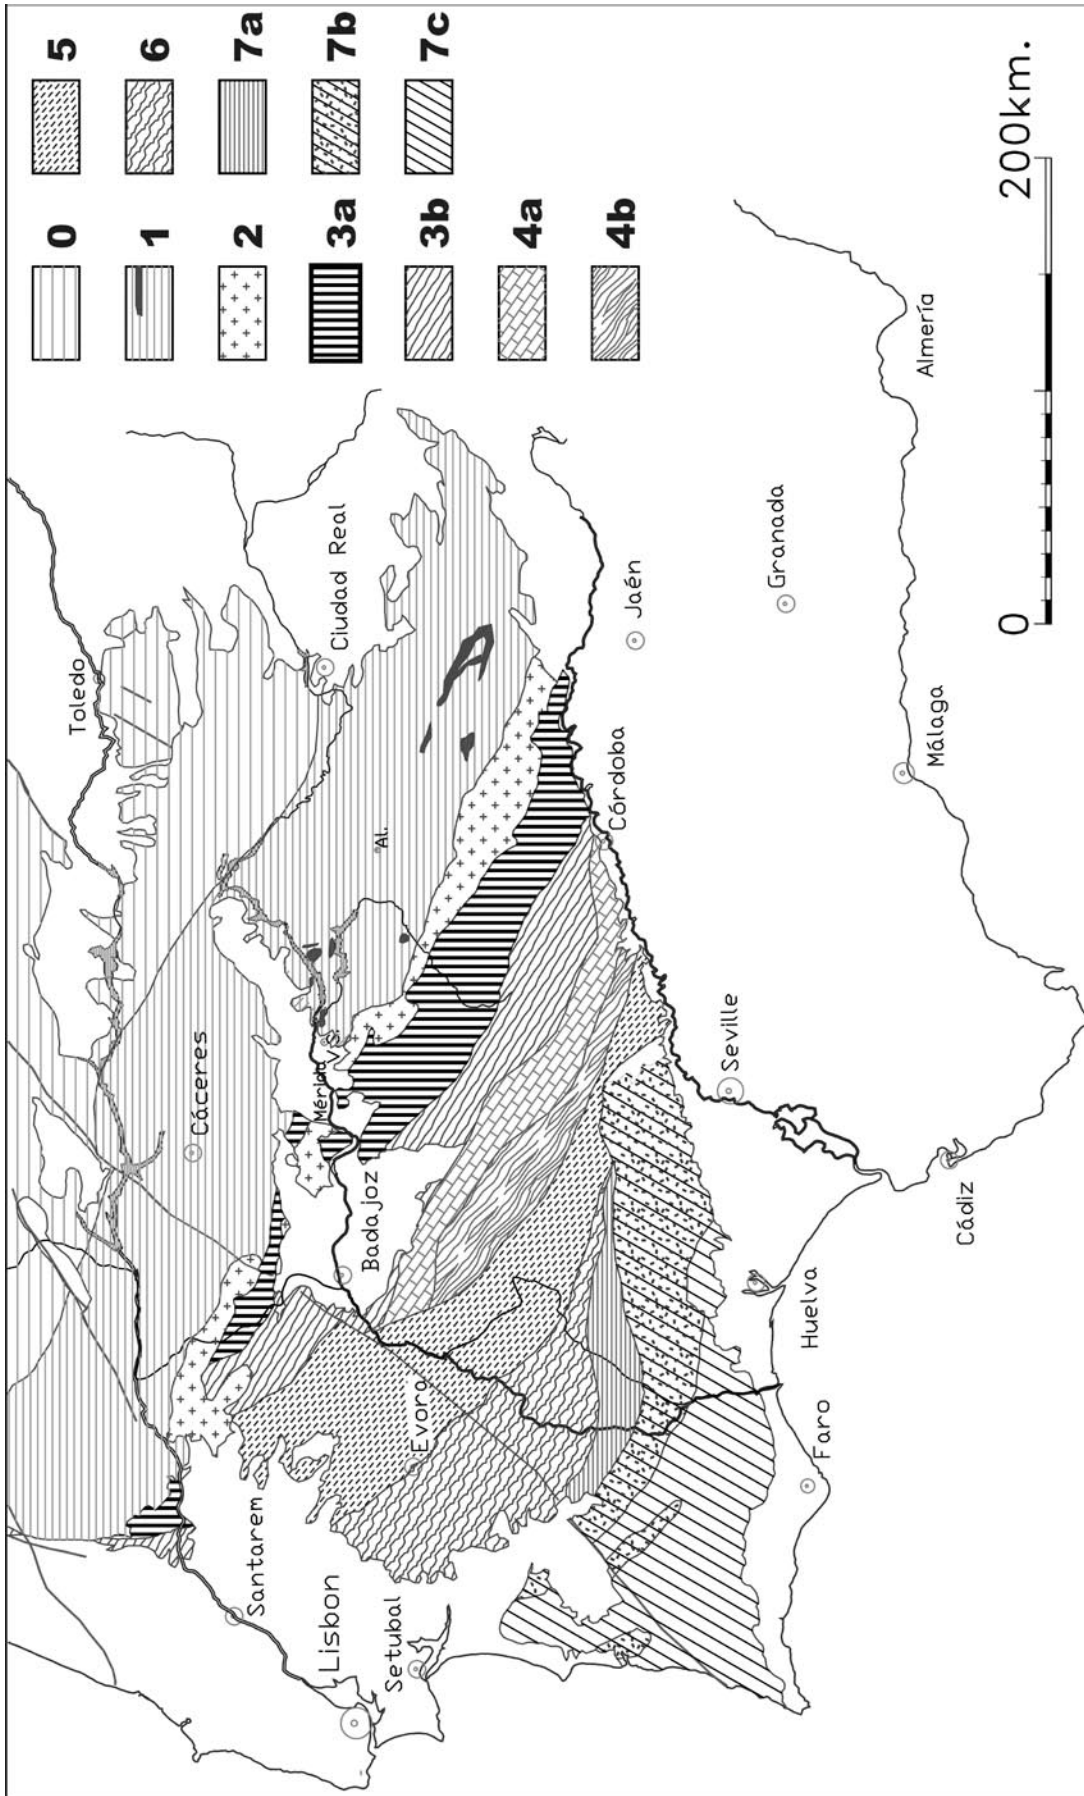 0
1
2
3a
3b
4a
4b
5
6
7a
7b
7c
Toledo
Ciudad Real
Cáceres
Al.
Mérida
V.S.
Badajoz
Santarem
Lisbon
Setubal
Evora
Córdoba
Jaén
Granada
Seville
Málaga
Almería
Huelva
Faro
Cádiz
0
200km.